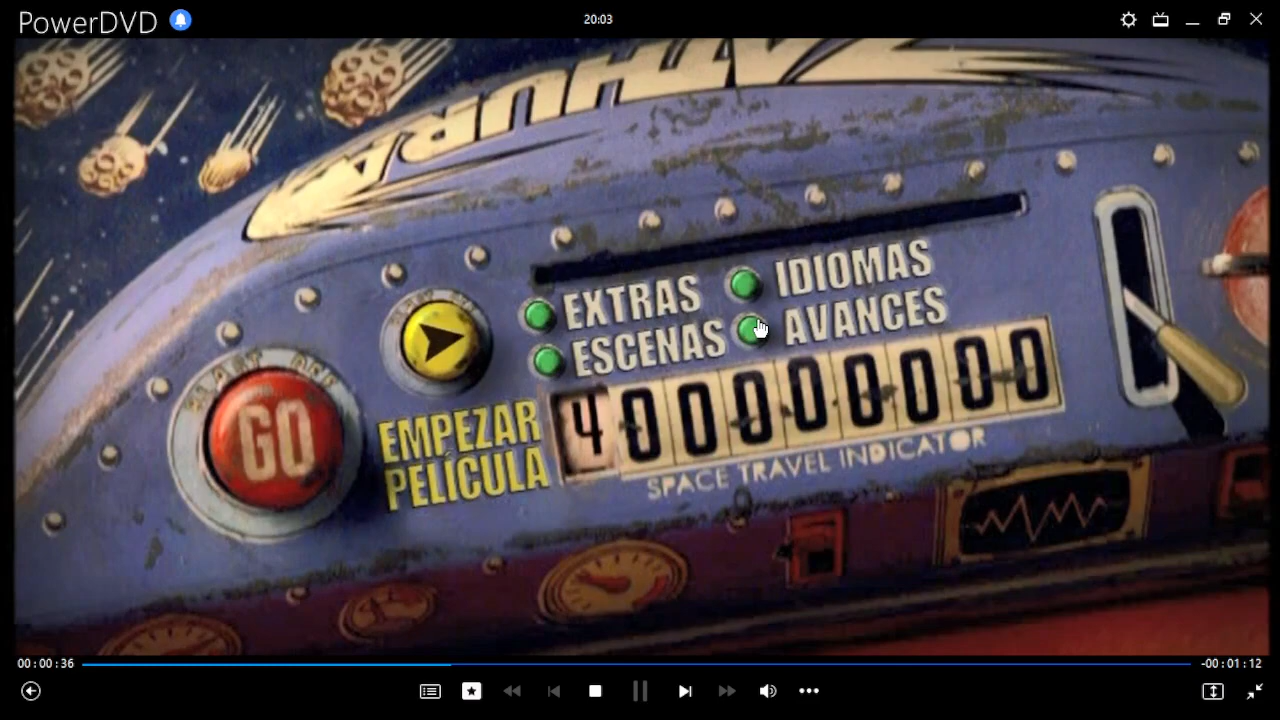 PowerDVD
20:03
ZATHURA
EXTRAS
IDIOMAS
ESCENAS
AVANCES
GO
EMPEZAR
PELÍCULA
400000000
SPACE TRAVEL INDICATOR
00:00:36
-00:01:12